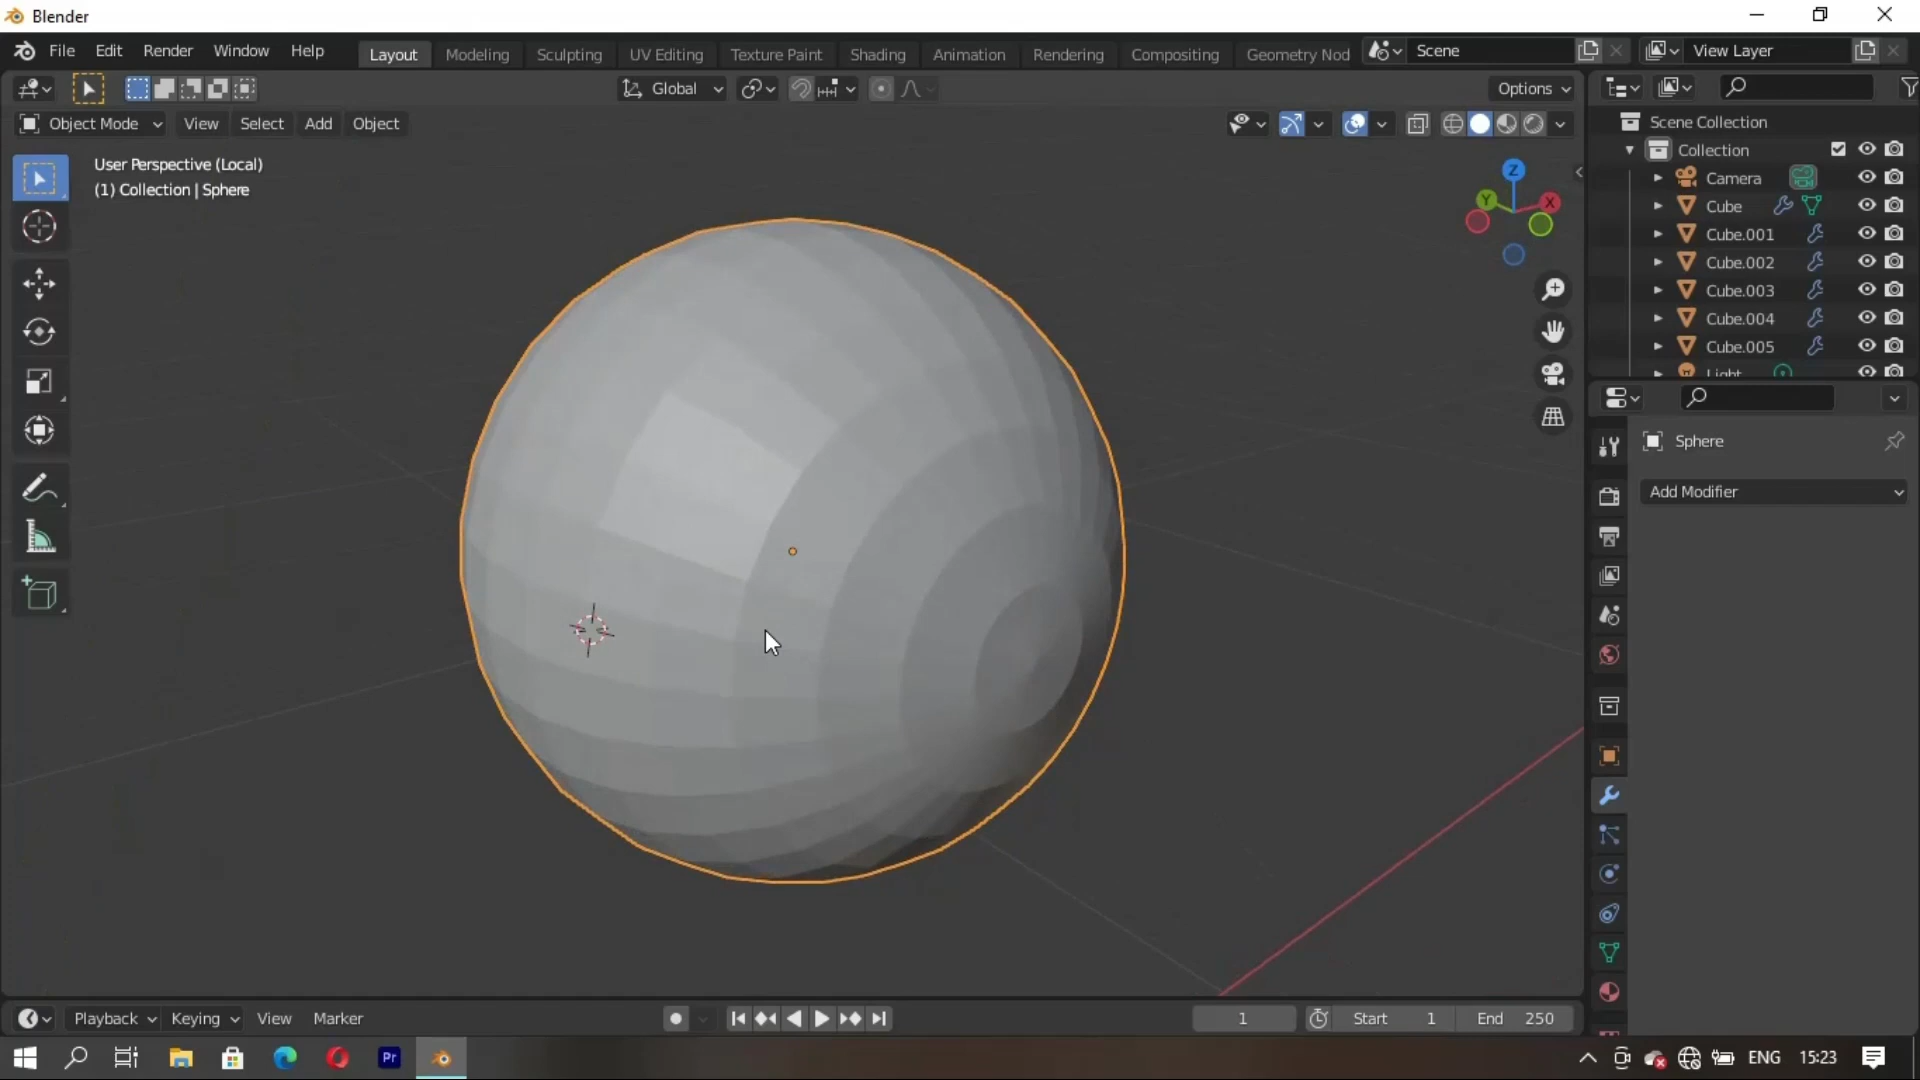 Blender
File Edit Render Window Help Layout Modeling Sculpting UV Editing Texture Paint Shading Animation Rendering Compositing Geometry Nod Scene View Layer
Global Options
Object Mode View Select Add Object
User Perspective (Local)
(1) Collection | Sphere
Z
Y
X
Scene Collection
Collection
Camera
Cube
Cube.001
Cube.002
Cube.003
Cube.004
Cube.005
Light
Sphere
Add Modifier
Playback Keying View Marker 1 Start 1 End 250
Pr ENG 15:23